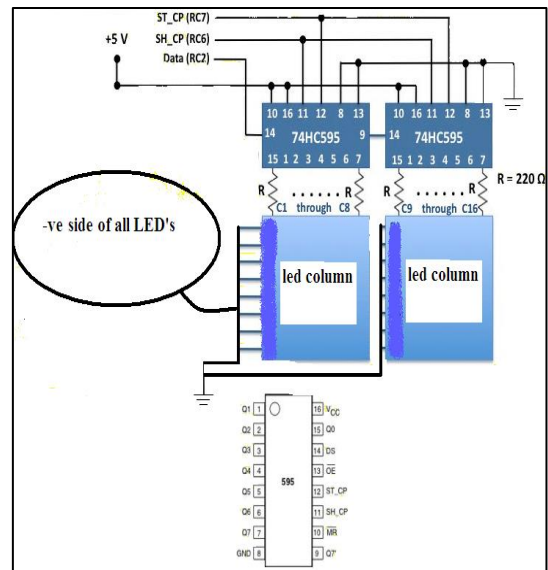 ST_CP (RC7)
SH_CP (RC6)
+5 V
Data (RC2)
10 16 11 12 8 13
10 16 11 12 8 13
14 74HC595 9
14 74HC595
15 1 2 3 4 5 6 7
15 1 2 3 4 5 6 7
R ...... R
R ...... R
R = 220 Ω
C1 through C8
C9 through C16
-ve side of all LED's
led column
led column
Q1 1 16 VCC
Q2 2 15 Q0
Q3 3 14 DS
Q4 4 13 OE
595
Q5 5 12 ST_CP
Q6 6 11 SH_CP
Q7 7 10 MR
GND 8 9 Q7'